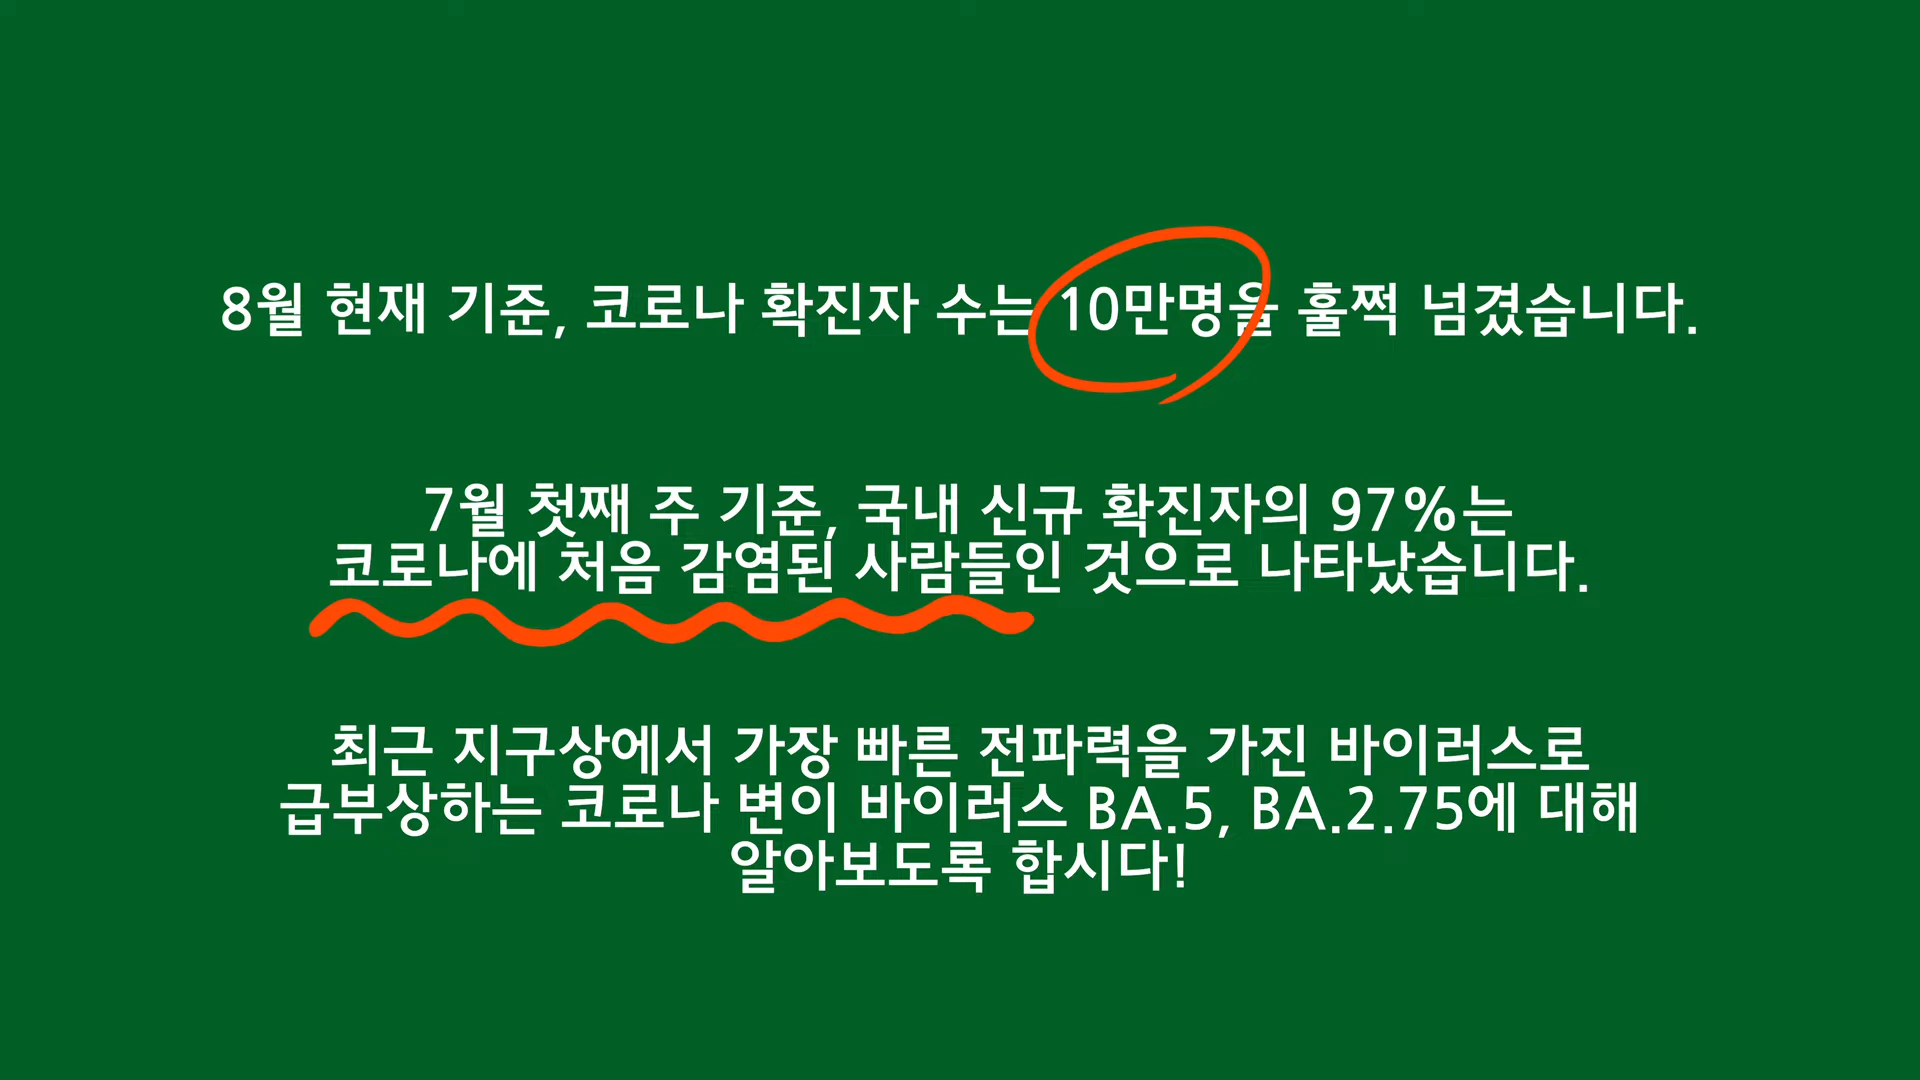 8월 현재 기준, 코로나 확진자 수는 10만명을 훌쩍 넘겼습니다.
7월 첫째 주 기준, 국내 신규 확진자의 97%는
코로나에 처음 감염된 사람들인 것으로 나타났습니다.
최근 지구상에서 가장 빠른 전파력을 가진 바이러스로
급부상하는 코로나 변이 바이러스 BA.5, BA.2.75에 대해
알아보도록 합시다!